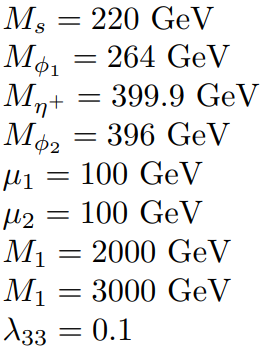 M_s = 220 GeV
M_{ϕ_1} = 264 GeV
M_{η^+} = 399.9 GeV
M_{ϕ_2} = 396 GeV
μ_1 = 100 GeV
μ_2 = 100 GeV
M_1 = 2000 GeV
M_1 = 3000 GeV
λ_{33} = 0.1